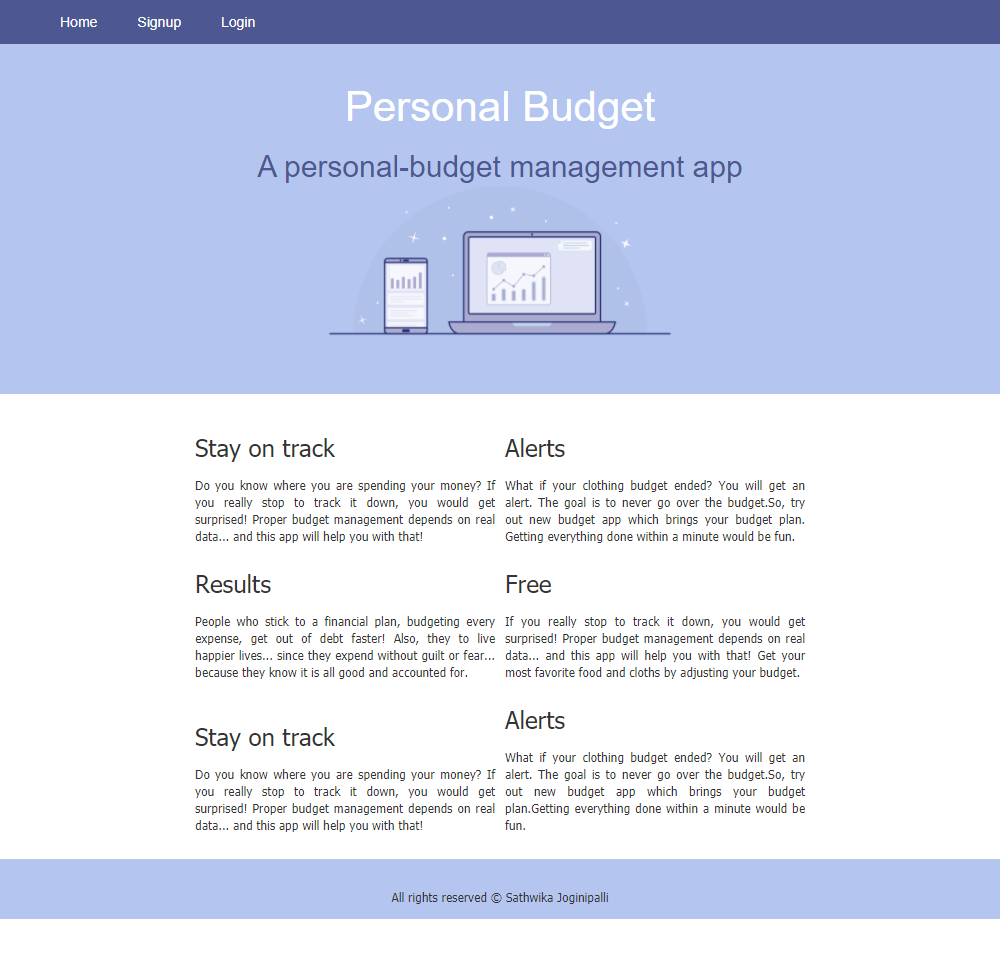 Home Signup Login
Personal Budget
A personal-budget management app
Stay on track
Do you know where you are spending your money? If
you really stop to track it down, you would get
surprised! Proper budget management depends on real
data... and this app will help you with that!
Alerts
What if your clothing budget ended? You will get an
alert. The goal is to never go over the budget.So, try
out new budget app which brings your budget plan.
Getting everything done within a minute would be fun.
Results
People who stick to a financial plan, budgeting every
expense, get out of debt faster! Also, they to live
happier lives... since they expend without guilt or fear...
because they know it is all good and accounted for.
Free
If you really stop to track it down, you would get
surprised! Proper budget management depends on real
data... and this app will help you with that! Get your
most favorite food and cloths by adjusting your budget.
Stay on track
Do you know where you are spending your money? If
you really stop to track it down, you would get
surprised! Proper budget management depends on real
data... and this app will help you with that!
Alerts
What if your clothing budget ended? You will get an
alert. The goal is to never go over the budget.So, try
out new budget app which brings your budget
plan.Getting everything done within a minute would be
fun.
All rights reserved © Sathwika Joginipalli